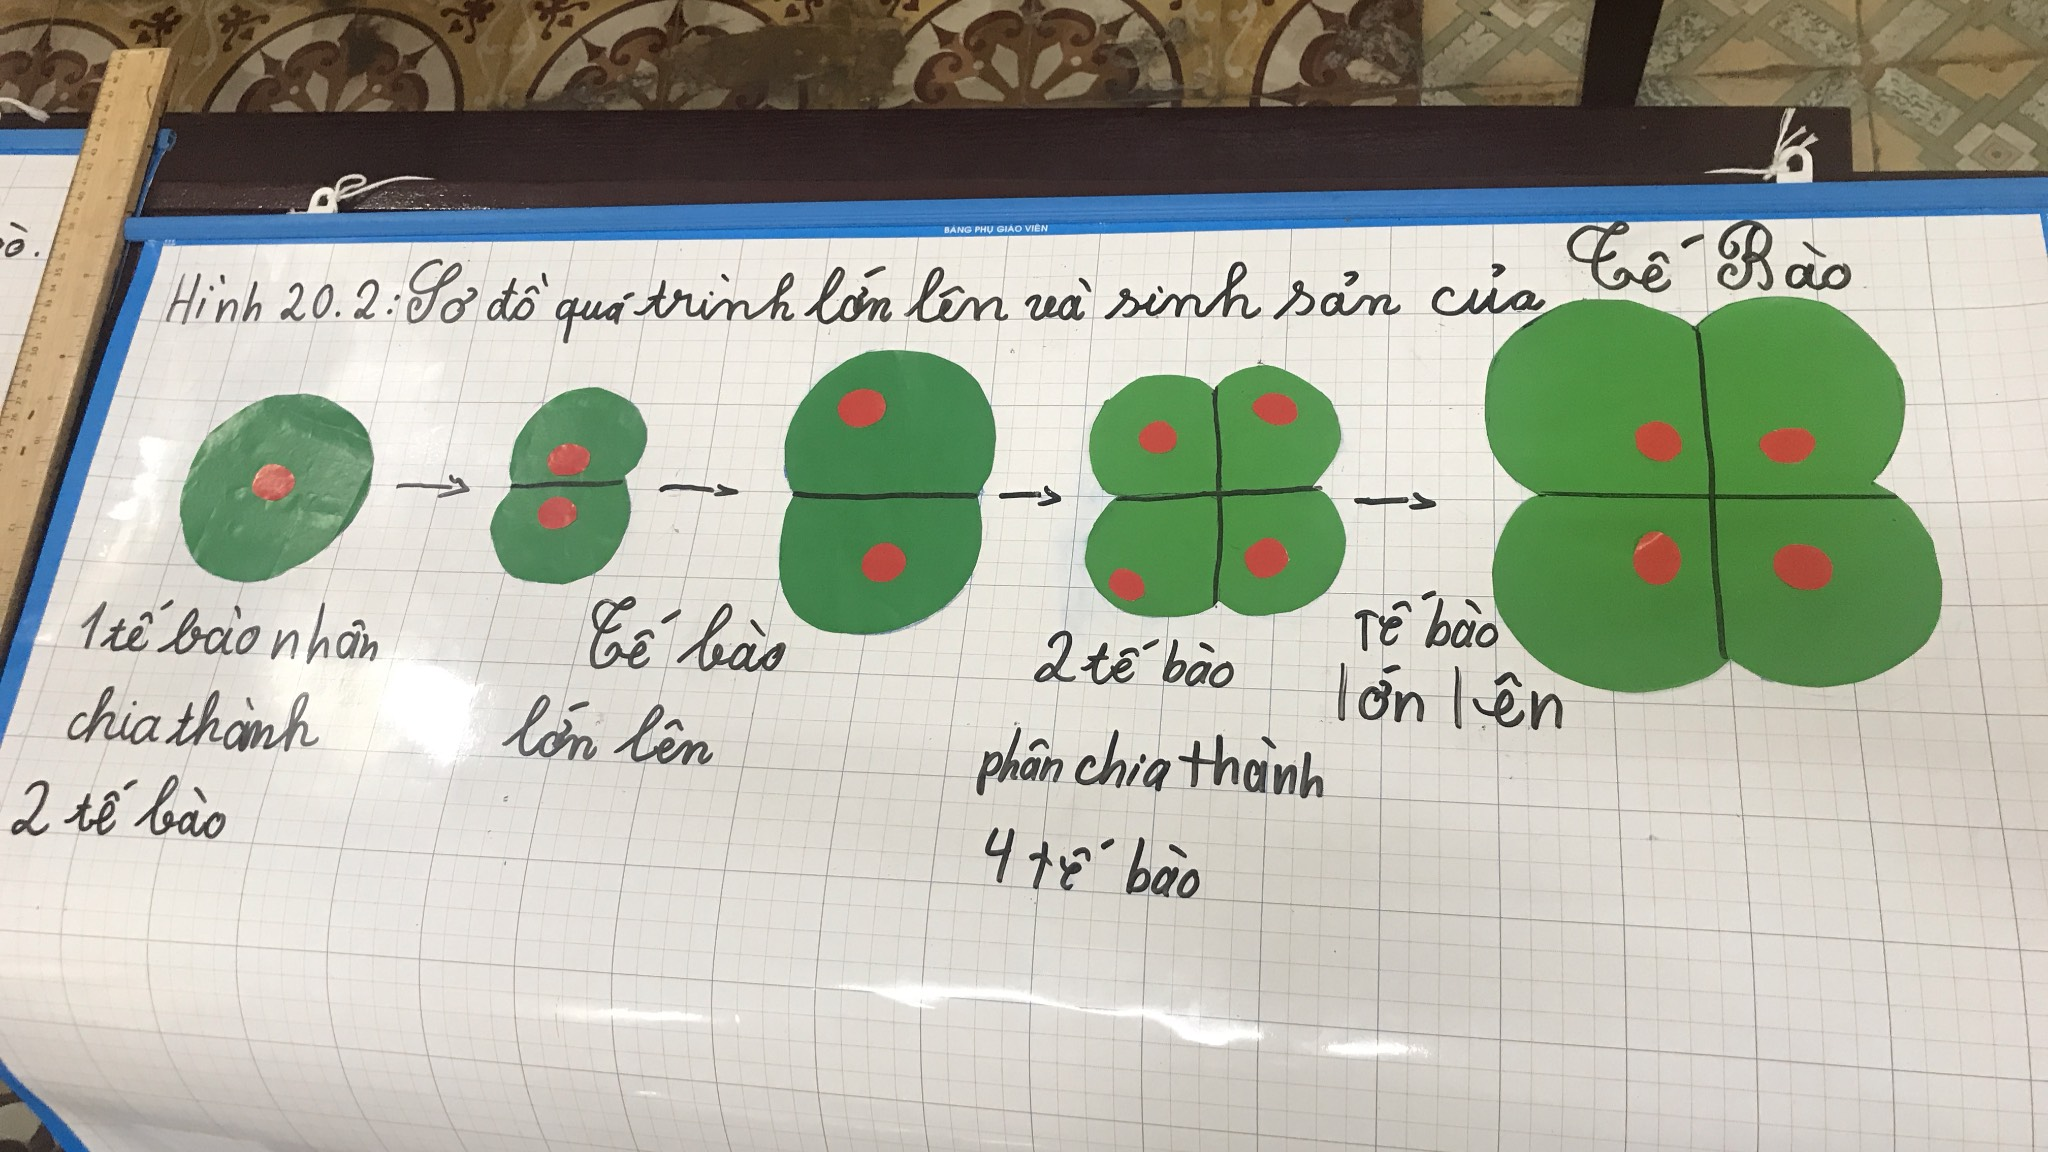 BẢNG PHỤ GIÁO VIÊN
Hình 20.2: Sơ đồ quá trình lớn lên và sinh sản của Tế Bào
1 tế bào nhân
chia thành
2 tế bào
Tế bào
lớn lên
2 tế bào
phân chia thành
4 tế bào
Tế bào
lớn lên